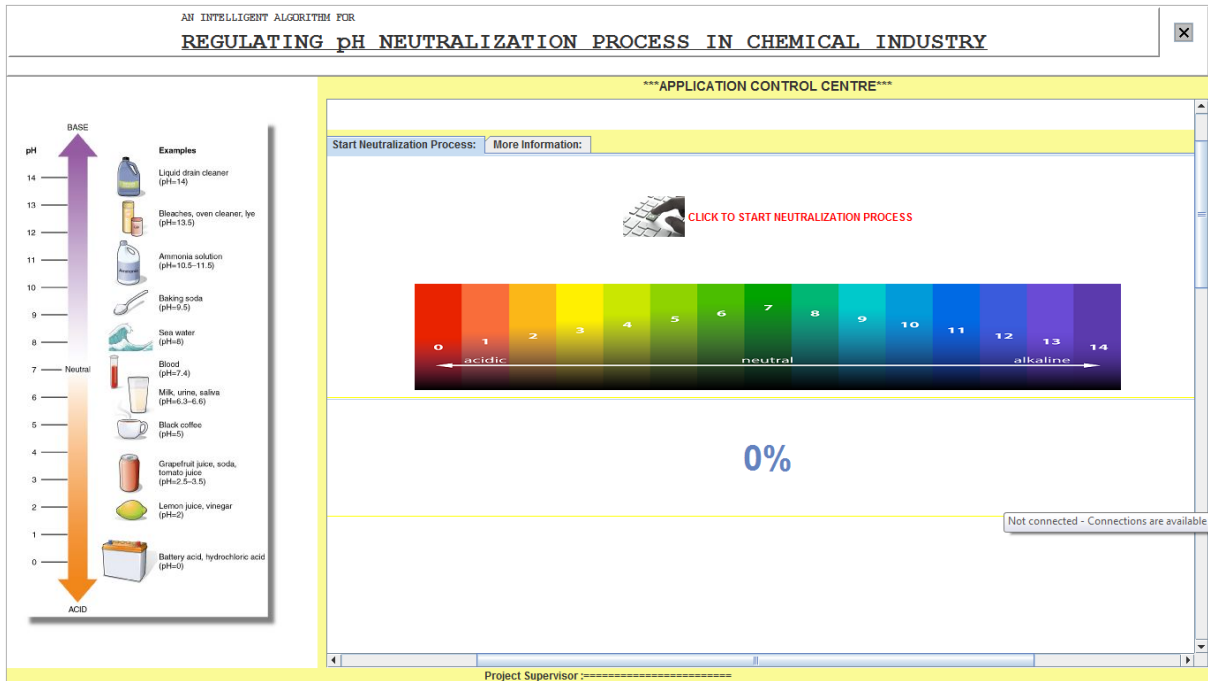 AN INTELLIGENT ALGORITHM FOR
REGULATING pH NEUTRALIZATION PROCESS IN CHEMICAL INDUSTRY
***APPLICATION CONTROL CENTRE***
BASE
pH
Examples
14
Liquid drain cleaner
(pH=14)
13
Bleaches, oven cleaner, lye
(pH=13.5)
12
11
Ammonia solution
(pH=10.5–11.5)
Ammonia
10
Baking soda
(pH=9.5)
9
Sea water
(pH=8)
8
Blood
(pH=7.4)
7 Neutral
Milk, urine, saliva
(pH=6.3–6.6)
6
Black coffee
(pH=5)
5
4
Grapefruit juice, soda,
tomato juice
(pH=2.5–3.5)
3
Lemon juice, vinegar
(pH=2)
2
1
Battery acid, hydrochloric acid
(pH=0)
0
ACID
Start Neutralization Process: More Information:
CLICK TO START NEUTRALIZATION PROCESS
0 1 2 3 4 5 6 7 8 9 10 11 12 13 14
acidic neutral alkaline
0%
Not connected - Connections are available
Project Supervisor :========================